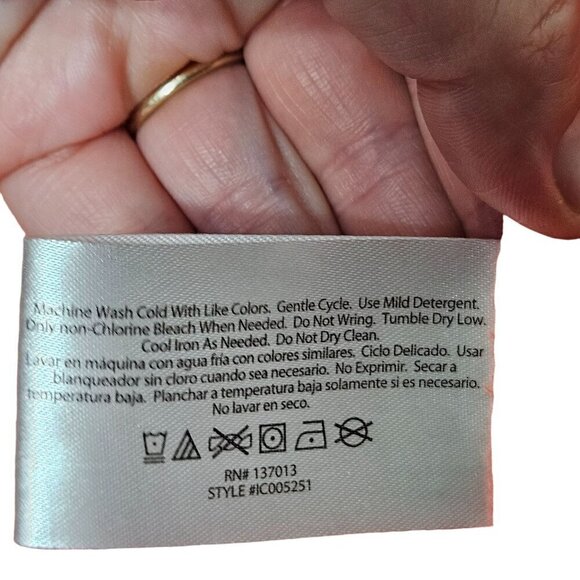 Machine Wash Cold With Like Colors. Gentle Cycle. Use Mild Detergent.
Only non-Chlorine Bleach When Needed. Do Not Wring. Tumble Dry Low.
Cool Iron As Needed. Do Not Dry Clean.
Lavar en máquina con agua fría con colores similares. Ciclo Delicado. Usar
blanqueador sin cloro cuando sea necesario. No Exprimir. Secar a
temperatura baja. Planchar a temperatura baja solamente si es necesario.
No lavar en seco.
RN# 137013
STYLE #IC005251